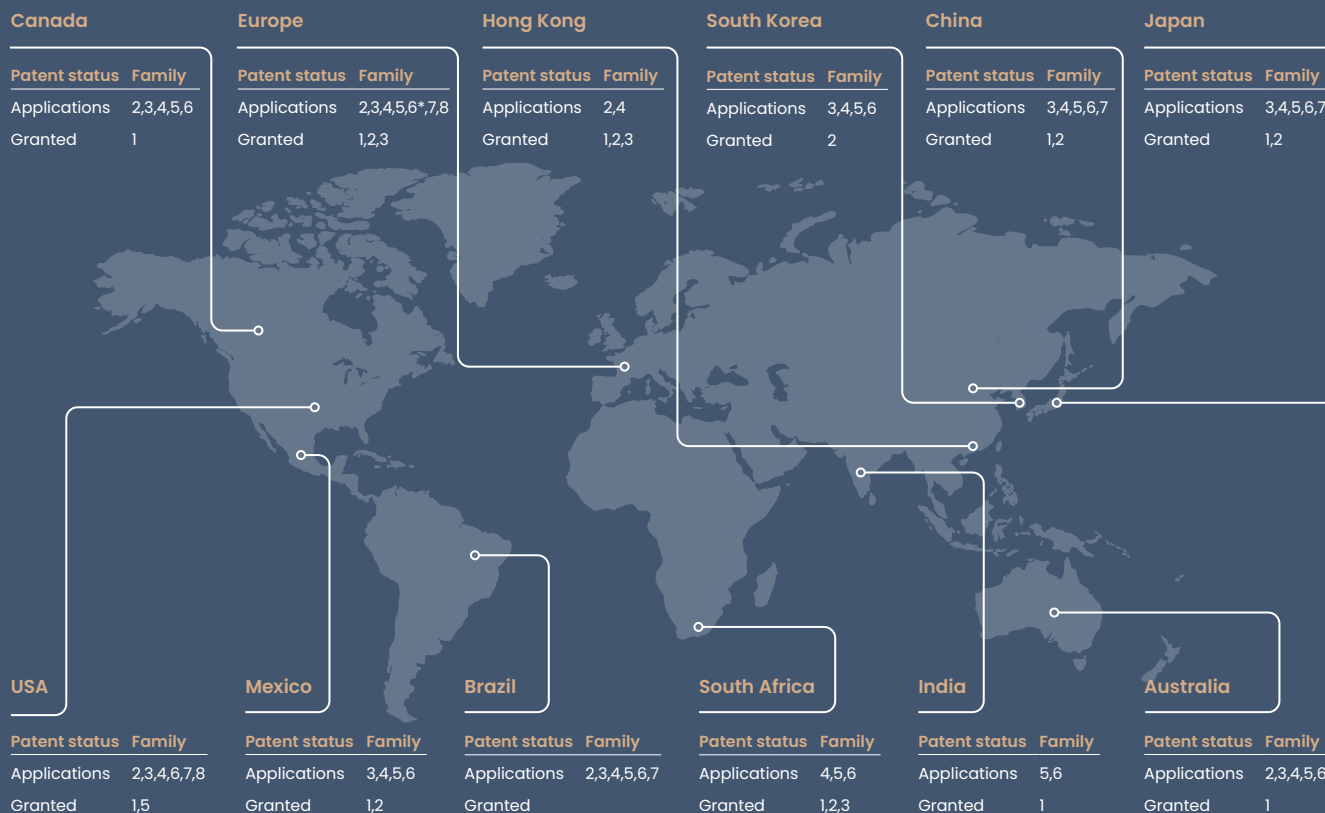 Canada
Patent status Family
Applications 2,3,4,5,6
Granted 1
Europe
Patent status Family
Applications 2,3,4,5,6*,7,8
Granted 1,2,3
Hong Kong
Patent status Family
Applications 2,4
Granted 1,2,3
South Korea
Patent status Family
Applications 3,4,5,6
Granted 2
China
Patent status Family
Applications 3,4,5,6,7
Granted 1,2
Japan
Patent status Family
Applications 3,4,5,6,7
Granted 1,2
USA
Patent status Family
Applications 2,3,4,6,7,8
Granted 1,5
Mexico
Patent status Family
Applications 3,4,5,6
Granted 1,2
Brazil
Patent status Family
Applications 2,3,4,5,6,7
Granted
South Africa
Patent status Family
Applications 4,5,6
Granted 1,2,3
India
Patent status Family
Applications 5,6
Granted 1
Australia
Patent status Family
Applications 2,3,4,5,6
Granted 1